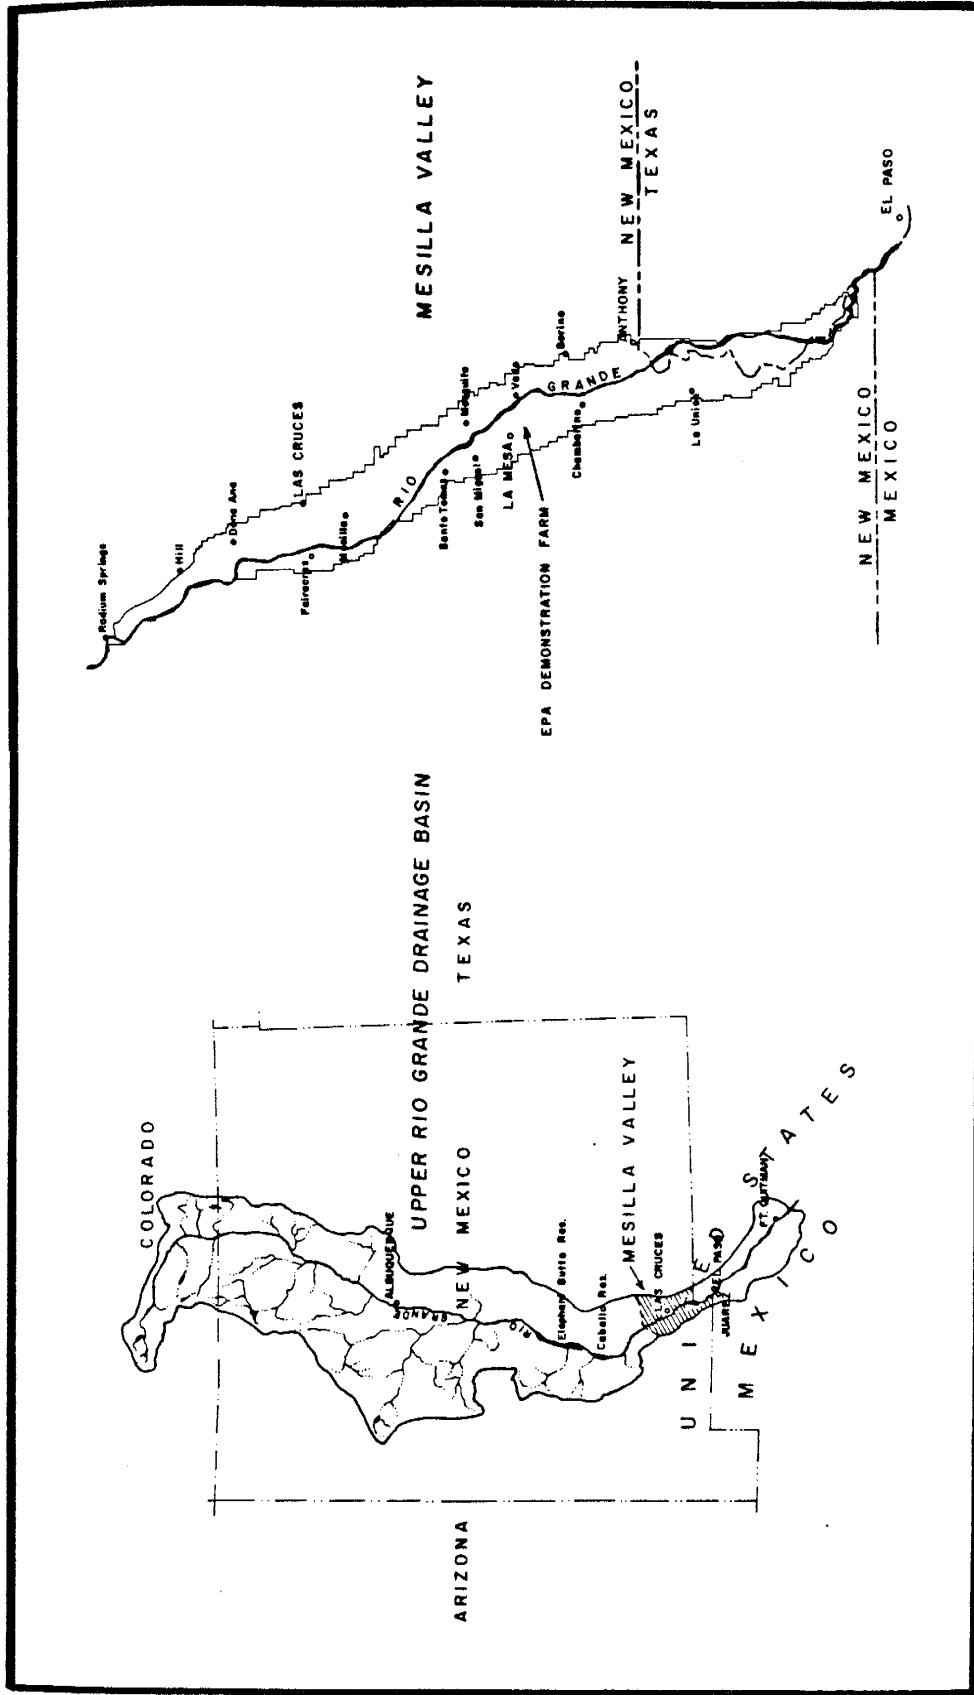 COLORADO
UPPER RIO GRANDE DRAINAGE BASIN
ALBUQUERQUE
GRANDE
NEW MEXICO
TEXAS
ARIZONA
RIO
Elephant Butte Res.
Caballo Res.
MESILLA VALLEY
LAS CRUCES
UNITED STATES
EL PASO
JUAREZ
FT. QUITMAN
MEXICO
MESILLA VALLEY
Radium Springs
Hill
Dona Ana
LAS CRUCES
Fairacres
Mesilla
RIO
Santo Tomas
Mesquite
San Miguel
LA MESA
Vado
GRANDE
Berino
EPA DEMONSTRATION FARM
Chamberino
ANTHONY
NEW MEXICO
TEXAS
La Union
NEW MEXICO
MEXICO
EL PASO